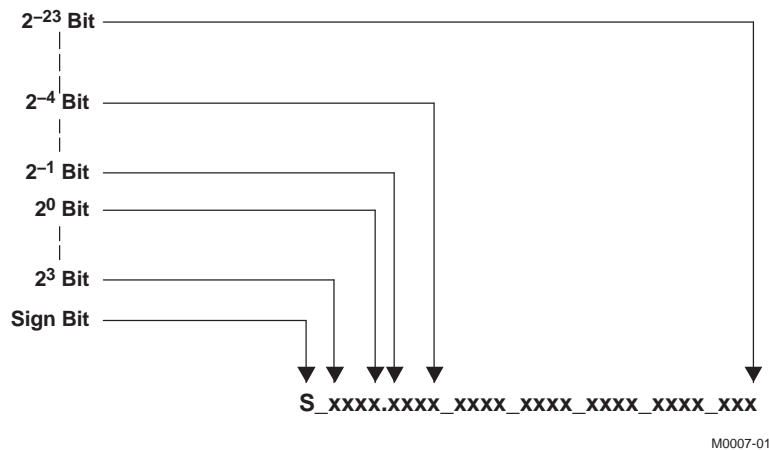 2⁻²³ Bit
2⁻⁴ Bit
2⁻¹ Bit
2⁰ Bit
2³ Bit
Sign Bit
S_xxxx.xxxx_xxxx_xxxx_xxxx_xxxx_xxx
M0007-01